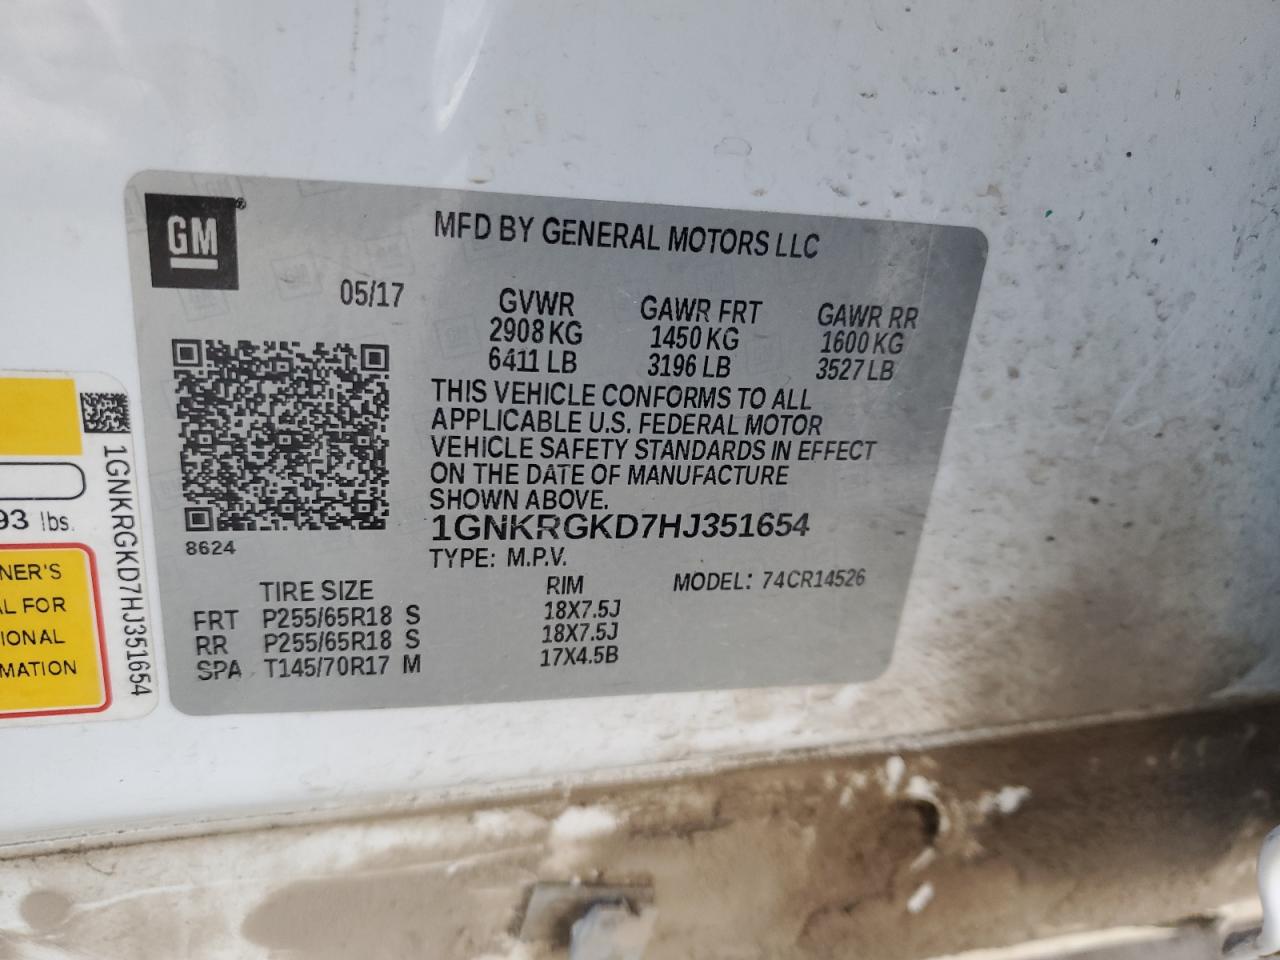 GM®
MFD BY GENERAL MOTORS LLC
05/17
GVWR GAWR FRT GAWR RR
2908 KG 1450 KG 1600 KG
6411 LB 3196 LB 3527 LB
THIS VEHICLE CONFORMS TO ALL
APPLICABLE U.S. FEDERAL MOTOR
VEHICLE SAFETY STANDARDS IN EFFECT
ON THE DATE OF MANUFACTURE
SHOWN ABOVE.
1GNKRGKD7HJ351654
8624
TYPE: M.P.V. MODEL: 74CR14526
TIRE SIZE RIM
FRT P255/65R18 S 18X7.5J
RR P255/65R18 S 18X7.5J
SPA T145/70R17 M 17X4.5B
1GNKRGKD7HJ351654
93 lbs.
NER'S
AL FOR
IONAL
MATION